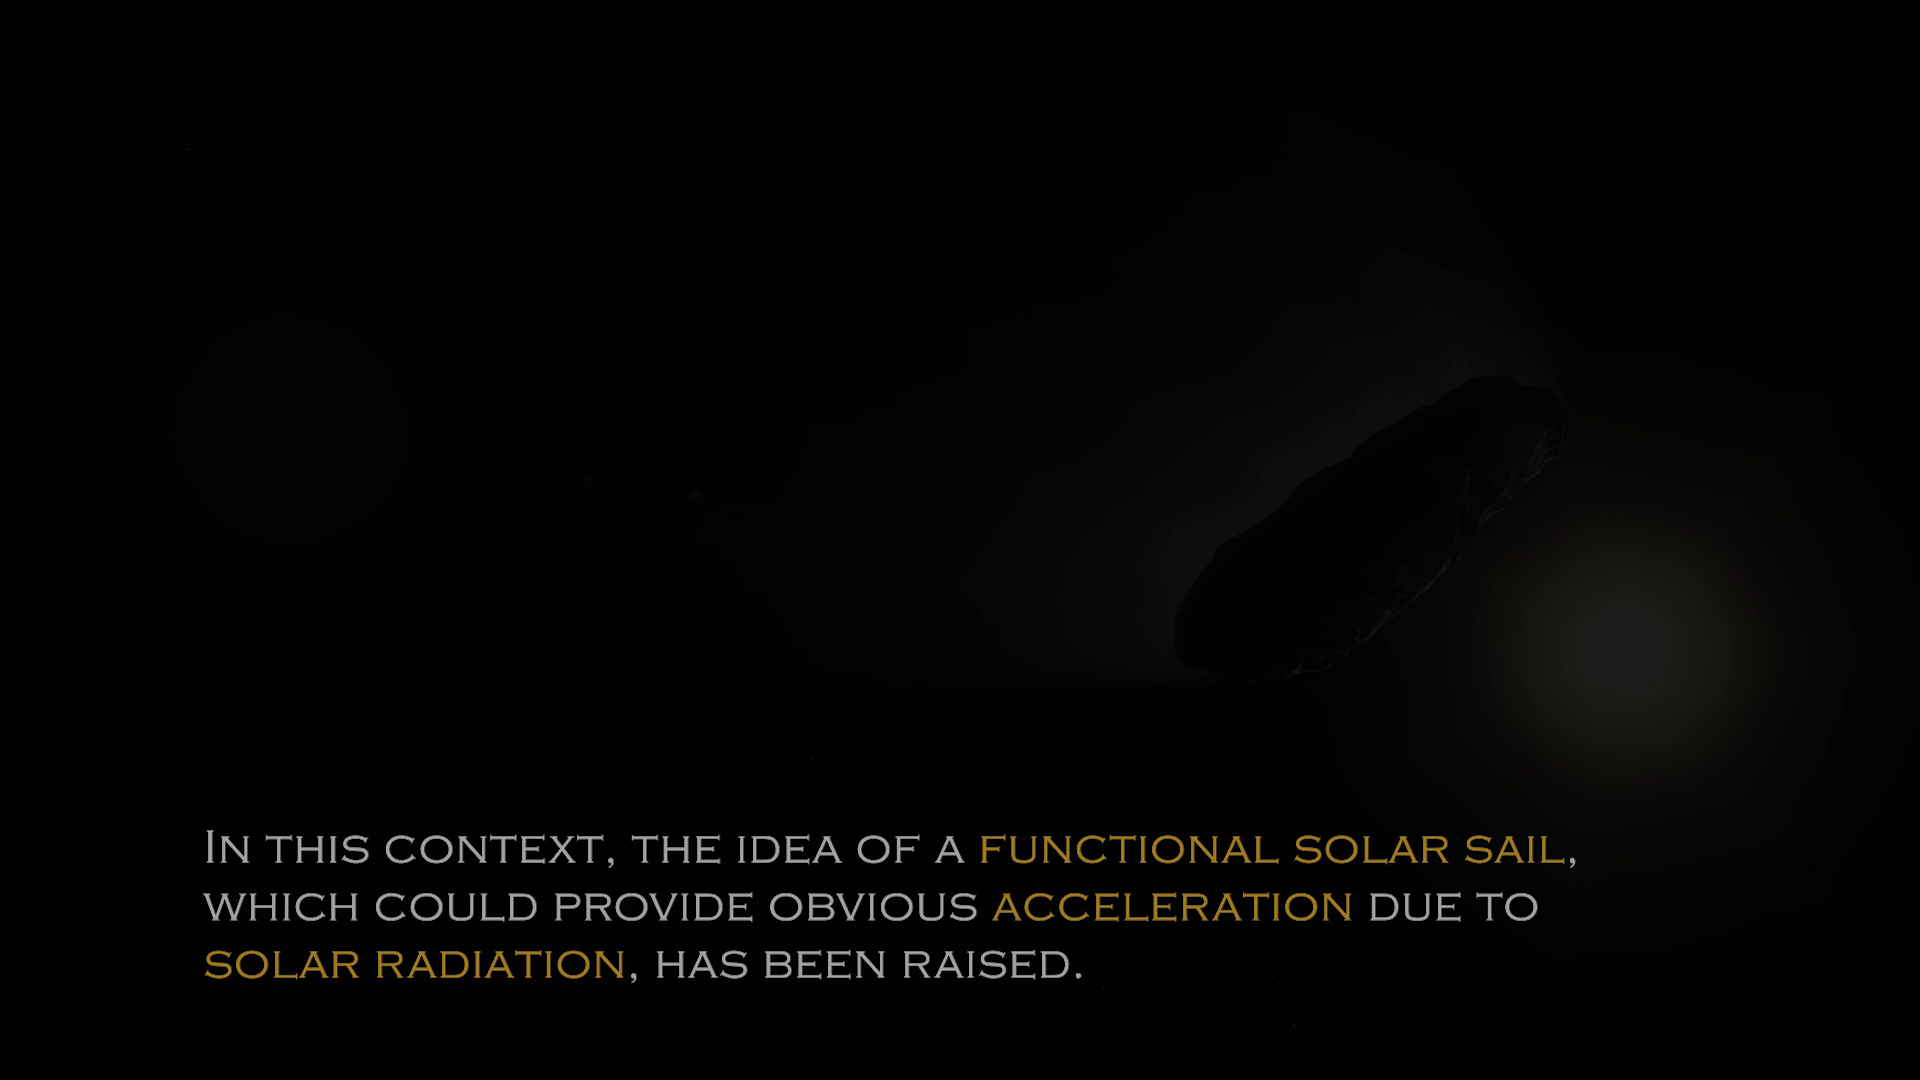 In this context, the idea of a functional solar sail,
which could provide obvious acceleration due to
solar radiation, has been raised.